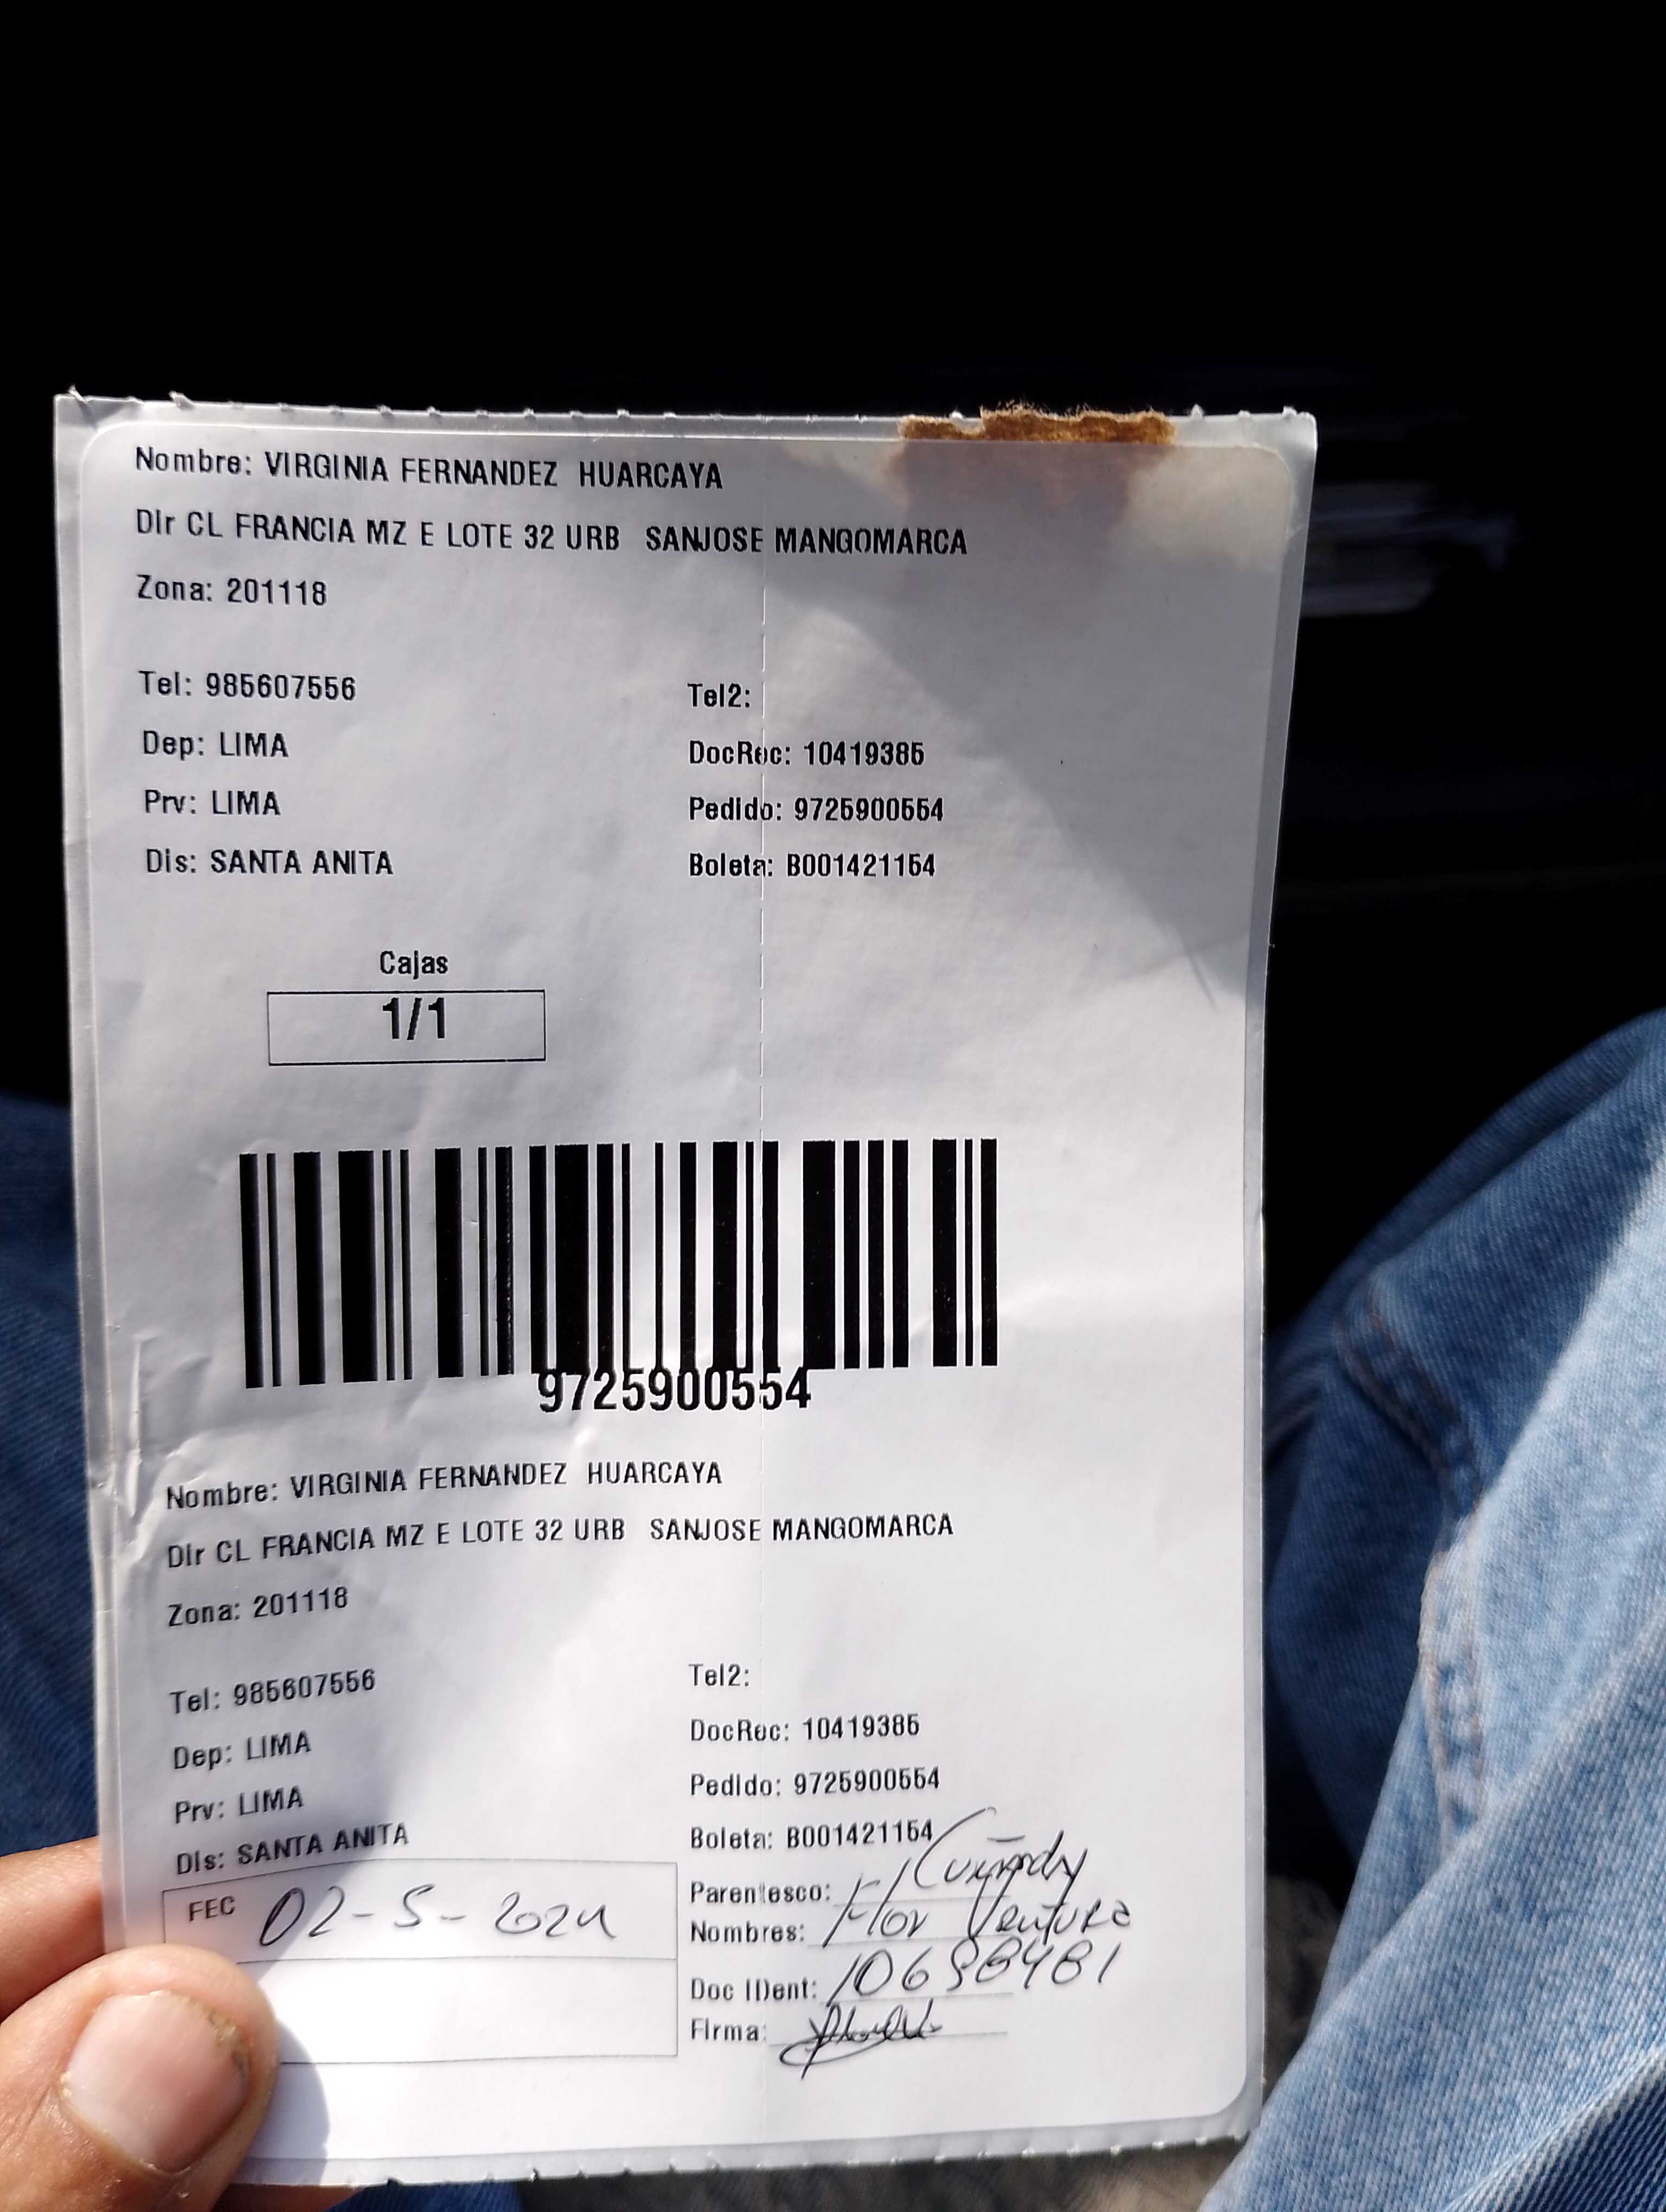 Nombre: VIRGINIA FERNANDEZ HUARCAYA
Dir CL FRANCIA MZ E LOTE 32 URB SANJOSE MANGOMARCA
Zona: 201118
Tel: 985607556 Tel2:
Dep: LIMA DocRec: 10419385
Prv: LIMA Pedido: 9725900554
Dis: SANTA ANITA Boleta: B001421154
Cajas
1/1
9725900554
Nombre: VIRGINIA FERNANDEZ HUARCAYA
Dir CL FRANCIA MZ E LOTE 32 URB SANJOSE MANGOMARCA
Zona: 201118
Tel: 985607556 Tel2:
Dep: LIMA DocRec: 10419385
Prv: LIMA Pedido: 9725900554
Dis: SANTA ANITA Boleta: B001421154
FEC 02-5-2024 Parentesco:
Nombres: Flor Ventura
Doc IDent:
Firma: